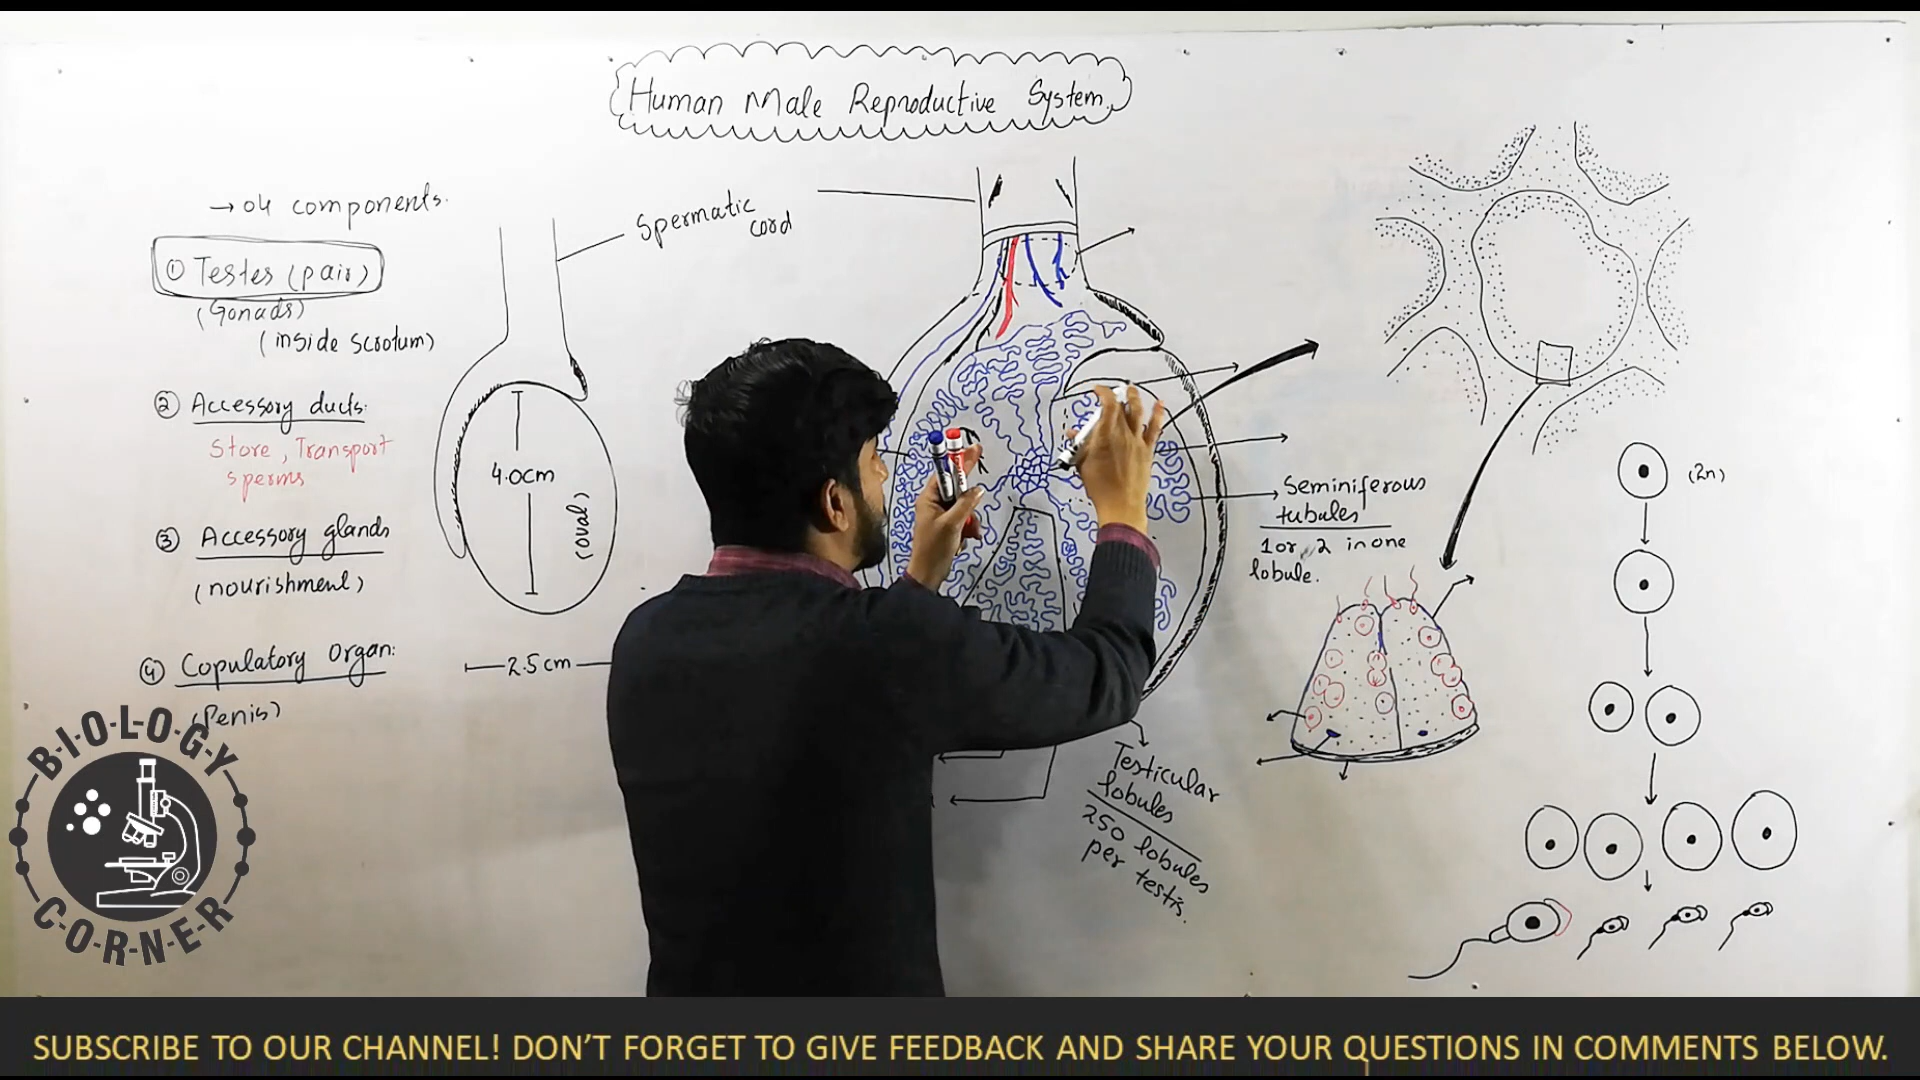 Human Male Reproductive System.
→ 04 components.
① Testes (pair)
(Gonads)
(inside scrotum)
② Accessory ducts:
Store, Transport
sperms
③ Accessory glands
(nourishment)
④ Copulatory Organ:
(Penis)
Spermatic
cord
4.0cm
(oval)
2.5cm
Seminiferous
tubules
1 or 2 in one
lobule.
Testicular
lobules
250 lobules
per testis.
(2n)
B·I·O·L·O·G·Y
C·O·R·N·E·R
SUBSCRIBE TO OUR CHANNEL! DON'T FORGET TO GIVE FEEDBACK AND SHARE YOUR QUESTIONS IN COMMENTS BELOW.